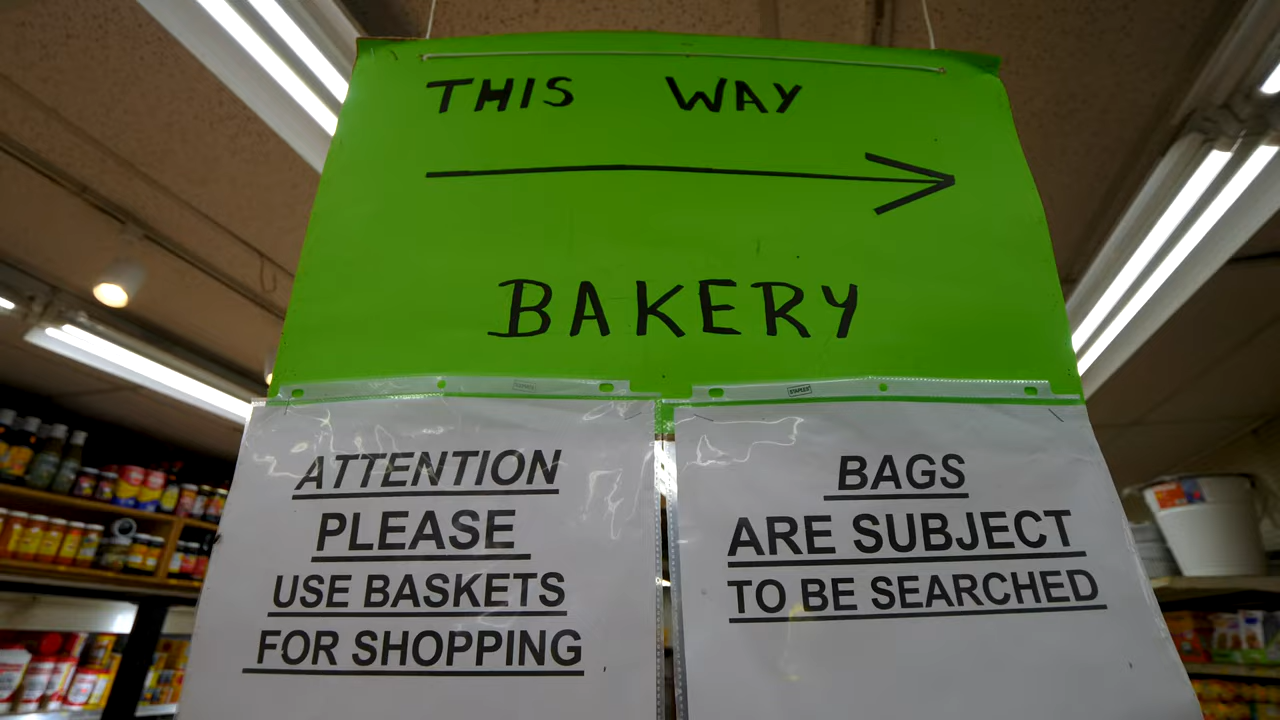 THIS WAY
BAKERY
ATTENTION
PLEASE
USE BASKETS
FOR SHOPPING
BAGS
ARE SUBJECT
TO BE SEARCHED